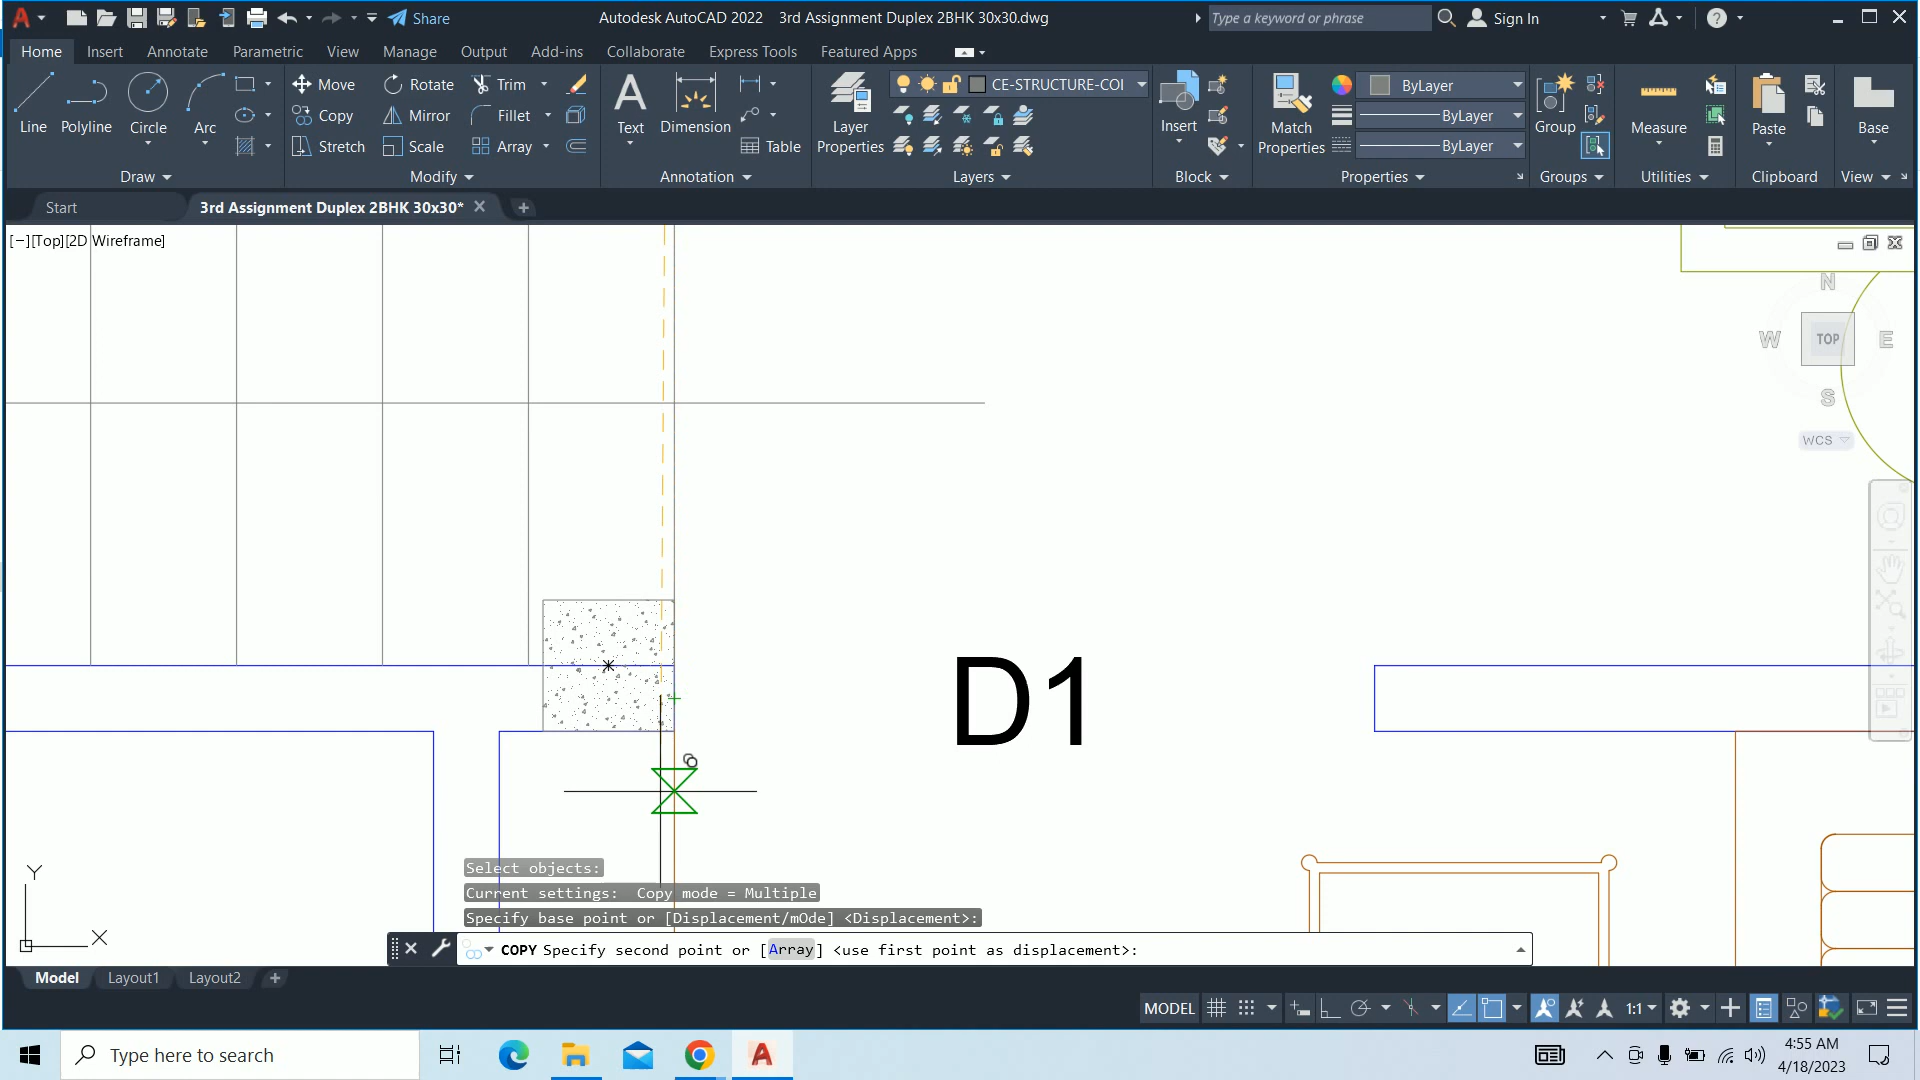 Share
Autodesk AutoCAD 2022 3rd Assignment Duplex 2BHK 30x30.dwg
Type a keyword or phrase
Sign In
Home Insert Annotate Parametric View Manage Output Add-ins Collaborate Express Tools Featured Apps
Line Polyline Circle Arc
Move Rotate Trim
Copy Mirror Fillet
Stretch Scale Array
Text Dimension Table
Layer Properties
CE-STRUCTURE-COL
Insert
Match Properties
ByLayer
ByLayer
ByLayer
Group Measure Paste Base
Draw Modify Annotation Layers Block Properties Groups Utilities Clipboard View
Start 3rd Assignment Duplex 2BHK 30x30*
[−][Top][2D Wireframe]
N
W TOP E
S
WCS
D1
Y
X
Select objects:
Current settings: Copy mode = Multiple
Specify base point or [Displacement/mOde] <Displacement>:
COPY Specify second point or [Array] <use first point as displacement>:
Model Layout1 Layout2
MODEL 1:1
Type here to search
4:55 AM
4/18/2023